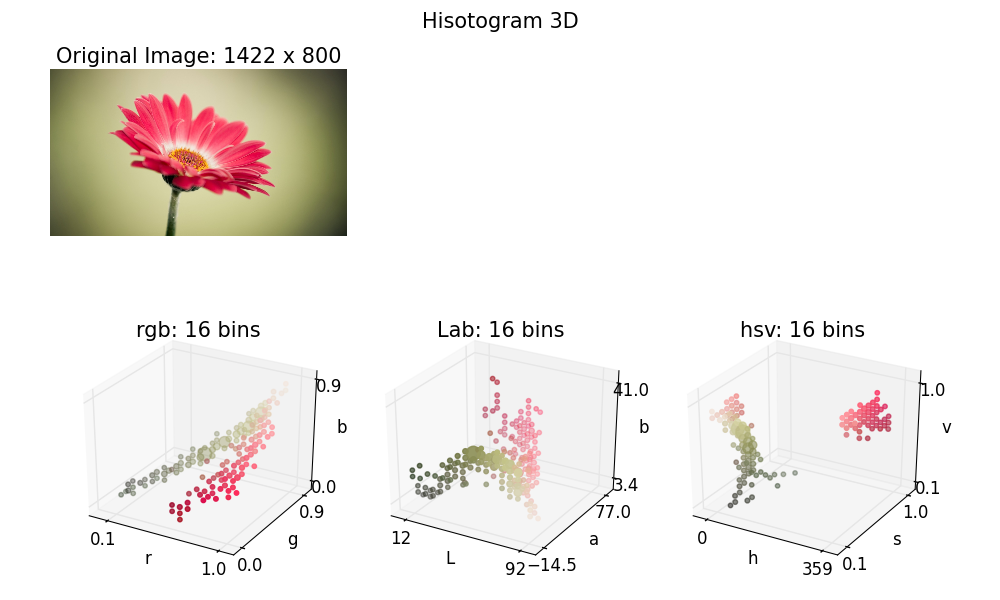 Hisotogram 3D
Original Image: 1422 x 800
rgb: 16 bins
0.9
b
0.0
0.9
g
0.0
0.1
r
1.0
Lab: 16 bins
41.0
b
3.4
77.0
a
−14.5
12
L
92
hsv: 16 bins
1.0
v
0.1
1.0
s
0.1
0
h
359